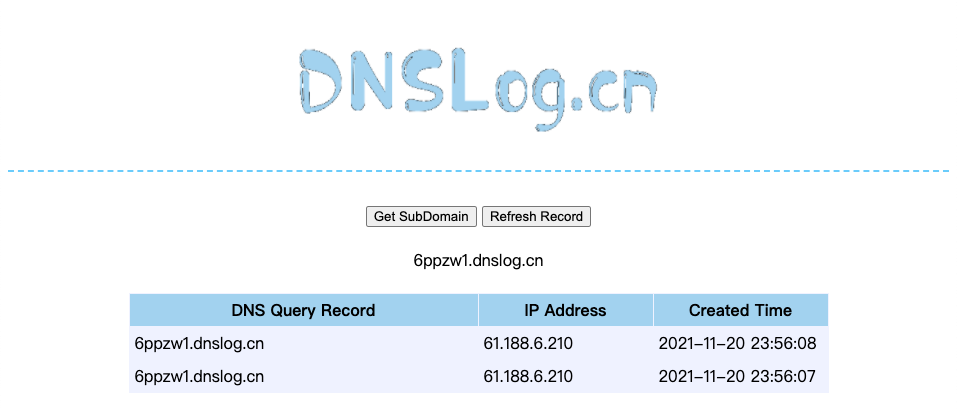 DNSLog.cn
Get SubDomain Refresh Record
6ppzw1.dnslog.cn
DNS Query Record IP Address Created Time
6ppzw1.dnslog.cn 61.188.6.210 2021-11-20 23:56:08
6ppzw1.dnslog.cn 61.188.6.210 2021-11-20 23:56:07